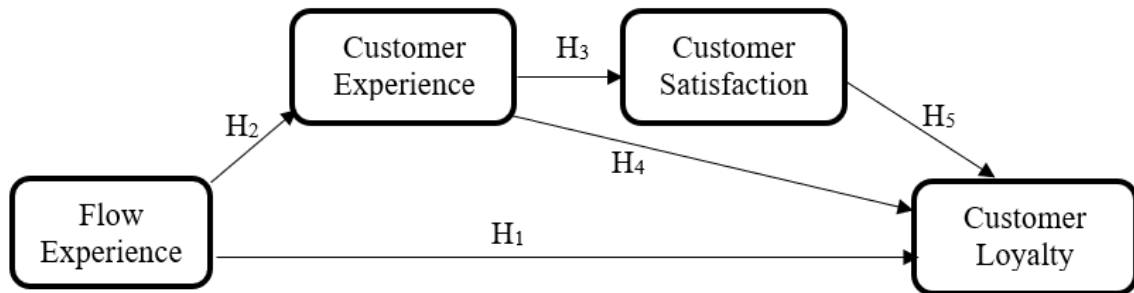 Customer
Experience
H₃
Customer
Satisfaction
H₂
H₅
H₄
Flow
Experience
H₁
Customer
Loyalty